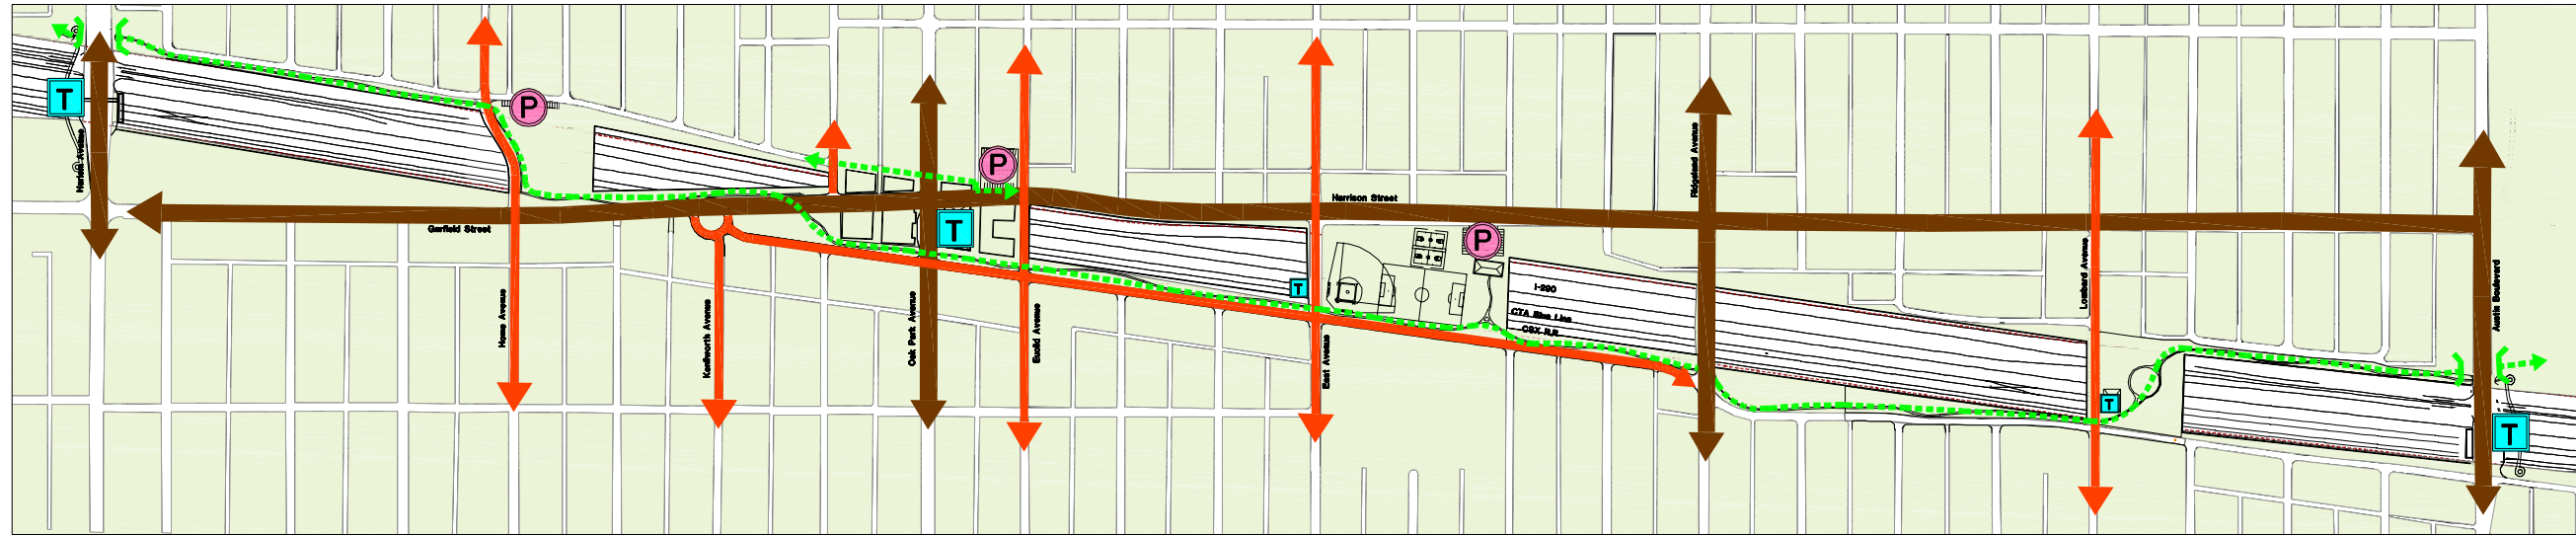 T
Harlem Avenue
P
Garfield Street
Home Avenue
Kenilworth Avenue
Oak Park Avenue
T
P
Euclid Avenue
T
East Avenue
Harrison Street
P
I-290
CTA Blue Line
CSX R.R.
Ridgeland Avenue
Lombard Avenue
T
Austin Boulevard
T